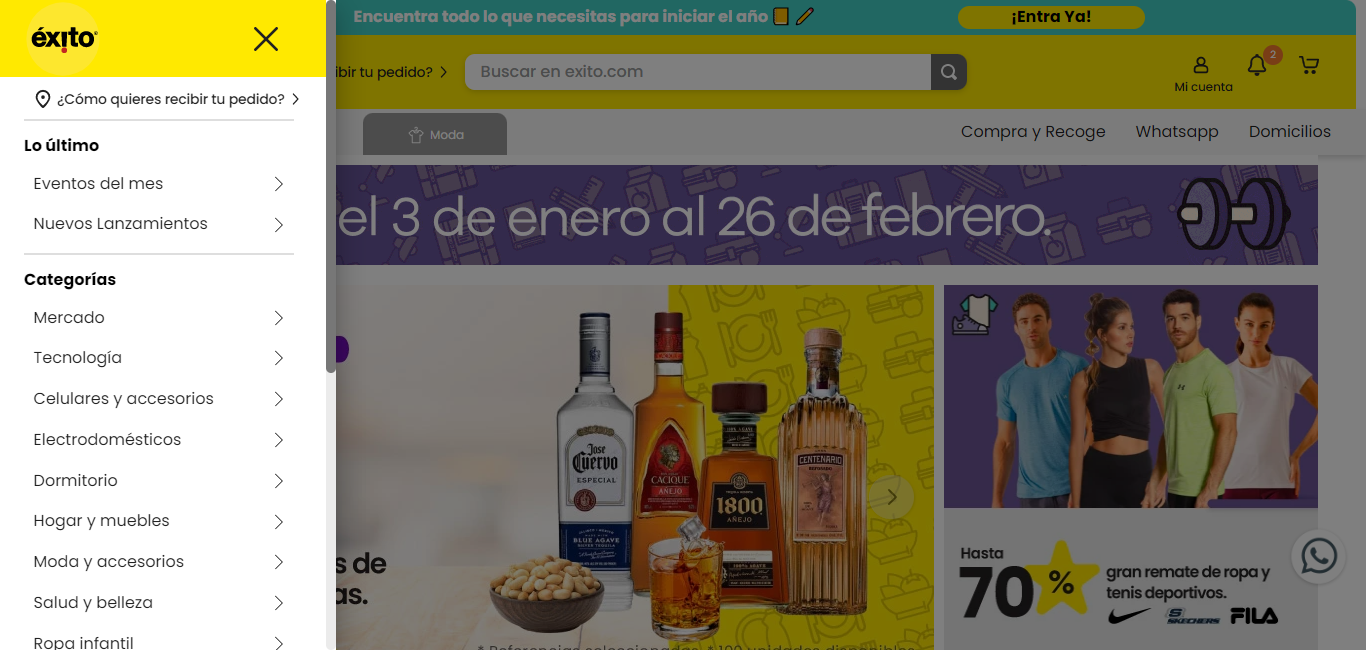 éxito
¿Cómo quieres recibir tu pedido?
Lo último
Eventos del mes
Nuevos Lanzamientos
Categorías
Mercado
Tecnología
Celulares y accesorios
Electrodomésticos
Dormitorio
Hogar y muebles
Moda y accesorios
Salud y belleza
Ropa infantil
Encuentra todo lo que necesitas para iniciar el año
¡Entra Ya!
ibir tu pedido?
Buscar en exito.com
Mi cuenta
2
Moda
Compra y Recoge
Whatsapp
Domicilios
el 3 de enero al 26 de febrero.
Jose
Cuervo
ESPECIAL
BLUE AGAVE
CACIQUE
AÑEJO
1800
AÑEJO
CENTENARIO
s de
as.
* Referencias seleccionadas. * 100 unidades disponibles
Hasta
70%
gran remate de ropa y
tenis deportivos.
SKECHERS
FILA